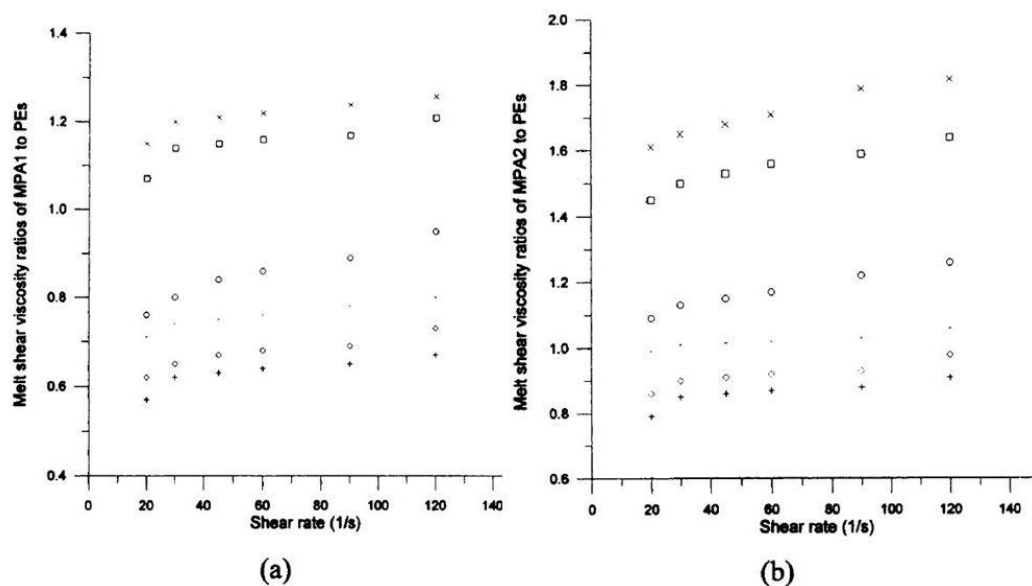 Melt shear viscosity ratios of MPA1 to PEs
1.4
1.2
1.0
0.8
0.6
0.4
0 20 40 60 80 100 120 140
Shear rate (1/s)
(a)
Melt shear viscosity ratios of MPA2 to PEs
2.0
1.8
1.6
1.4
1.2
1.0
0.8
0.6
0 20 40 60 80 100 120 140
Shear rate (1/s)
(b)